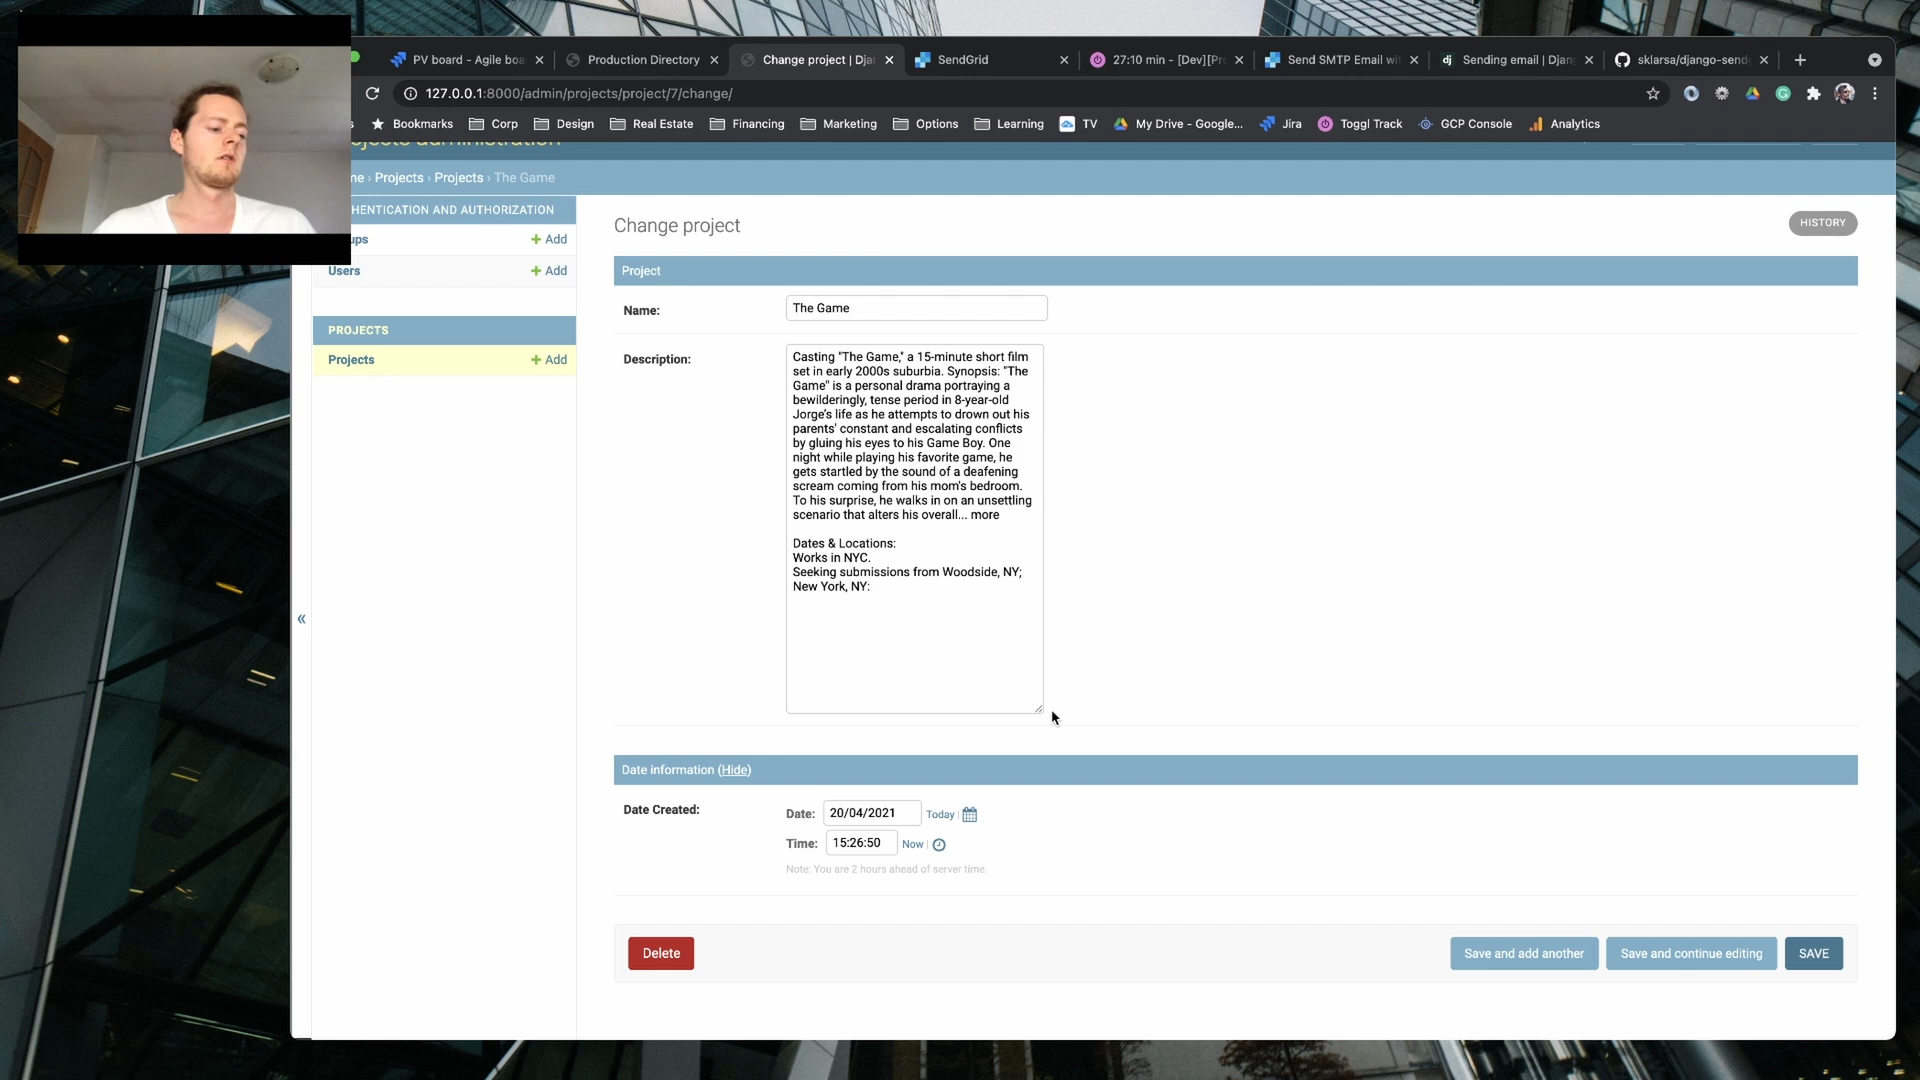 PV board - Agile boa
Production Directory
Change project | Djan
SendGrid
27:10 min - [Dev][Pr
Send SMTP Email wit
Sending email | Djan
sklarsa/django-send
127.0.0.1:8000/admin/projects/project/7/change/
s
Bookmarks
Corp
Design
Real Estate
Financing
Marketing
Options
Learning
TV
My Drive - Google...
Jira
Toggl Track
GCP Console
Analytics
ojects administration
me › Projects › Projects › The Game
HENTICATION AND AUTHORIZATION
ups
Add
Users
Add
PROJECTS
Projects
Add
«
Change project
HISTORY
Project
Name:
The Game
Description:
Casting "The Game," a 15-minute short film
set in early 2000s suburbia. Synopsis: "The
Game" is a personal drama portraying a
bewilderingly, tense period in 8-year-old
Jorge's life as he attempts to drown out his
parents' constant and escalating conflicts
by gluing his eyes to his Game Boy. One
night while playing his favorite game, he
gets startled by the sound of a deafening
scream coming from his mom's bedroom.
To his surprise, he walks in on an unsettling
scenario that alters his overall... more
Dates & Locations:
Works in NYC.
Seeking submissions from Woodside, NY;
New York, NY:
Date information (Hide)
Date Created:
Date:
20/04/2021
Today
Time:
15:26:50
Now
Note: You are 2 hours ahead of server time.
Delete
Save and add another
Save and continue editing
SAVE